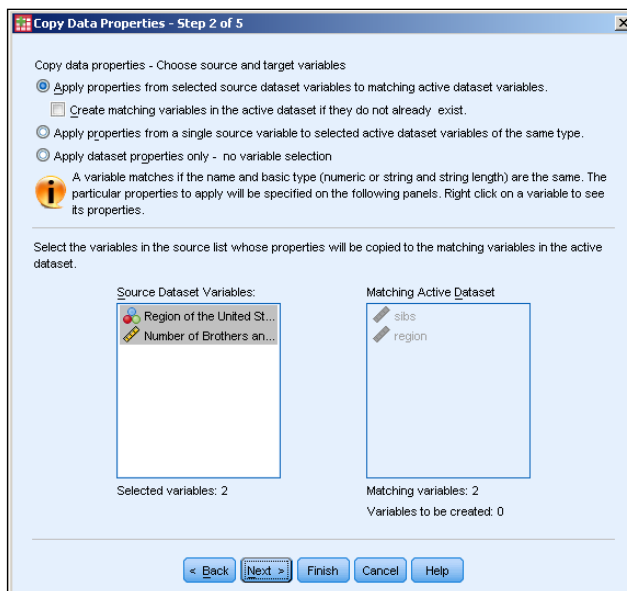 Copy Data Properties - Step 2 of 5
Copy data properties - Choose source and target variables
Apply properties from selected source dataset variables to matching active dataset variables.
Create matching variables in the active dataset if they do not already exist.
Apply properties from a single source variable to selected active dataset variables of the same type.
Apply dataset properties only - no variable selection
A variable matches if the name and basic type (numeric or string and string length) are the same. The
particular properties to apply will be specified on the following panels. Right click on a variable to see
its properties.
Select the variables in the source list whose properties will be copied to the matching variables in the active
dataset.
Source Dataset Variables:
Region of the United St...
Number of Brothers an...
Selected variables: 2
Matching Active Dataset
sibs
region
Matching variables: 2
Variables to be created: 0
< Back
Next >
Finish
Cancel
Help